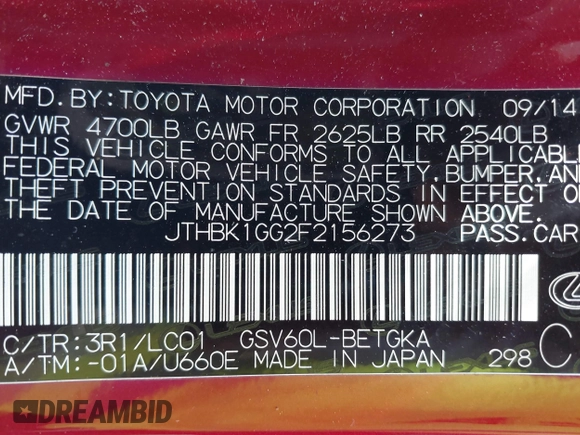 MFD. BY: TOYOTA MOTOR CORPORATION 09/14
GVWR 4700LB GAWR FR 2625LB RR 2540LB
THIS VEHICLE CONFORMS TO ALL APPLICABLE
FEDERAL MOTOR VEHICLE SAFETY, BUMPER, AN
THEFT PREVENTION STANDARDS IN EFFECT O
THE DATE OF MANUFACTURE SHOWN ABOVE.
JTHBK1GG2F2156273 PASS. CAR
C/TR: 3R1/LC01 GSV60L-BETGKA C
A/TM: -01A/U660E MADE IN JAPAN 298
DREAMBID